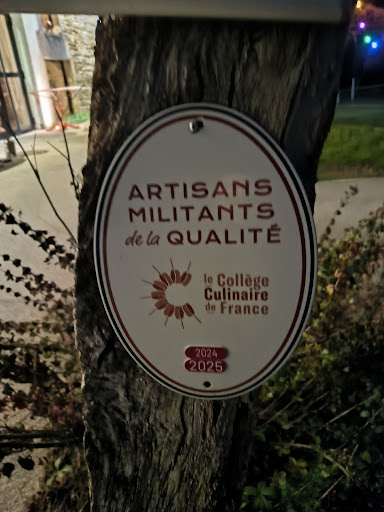 ARTISANS
MILITANTS
de la QUALITÉ
le Collège
Culinaire
de France
2024
2025